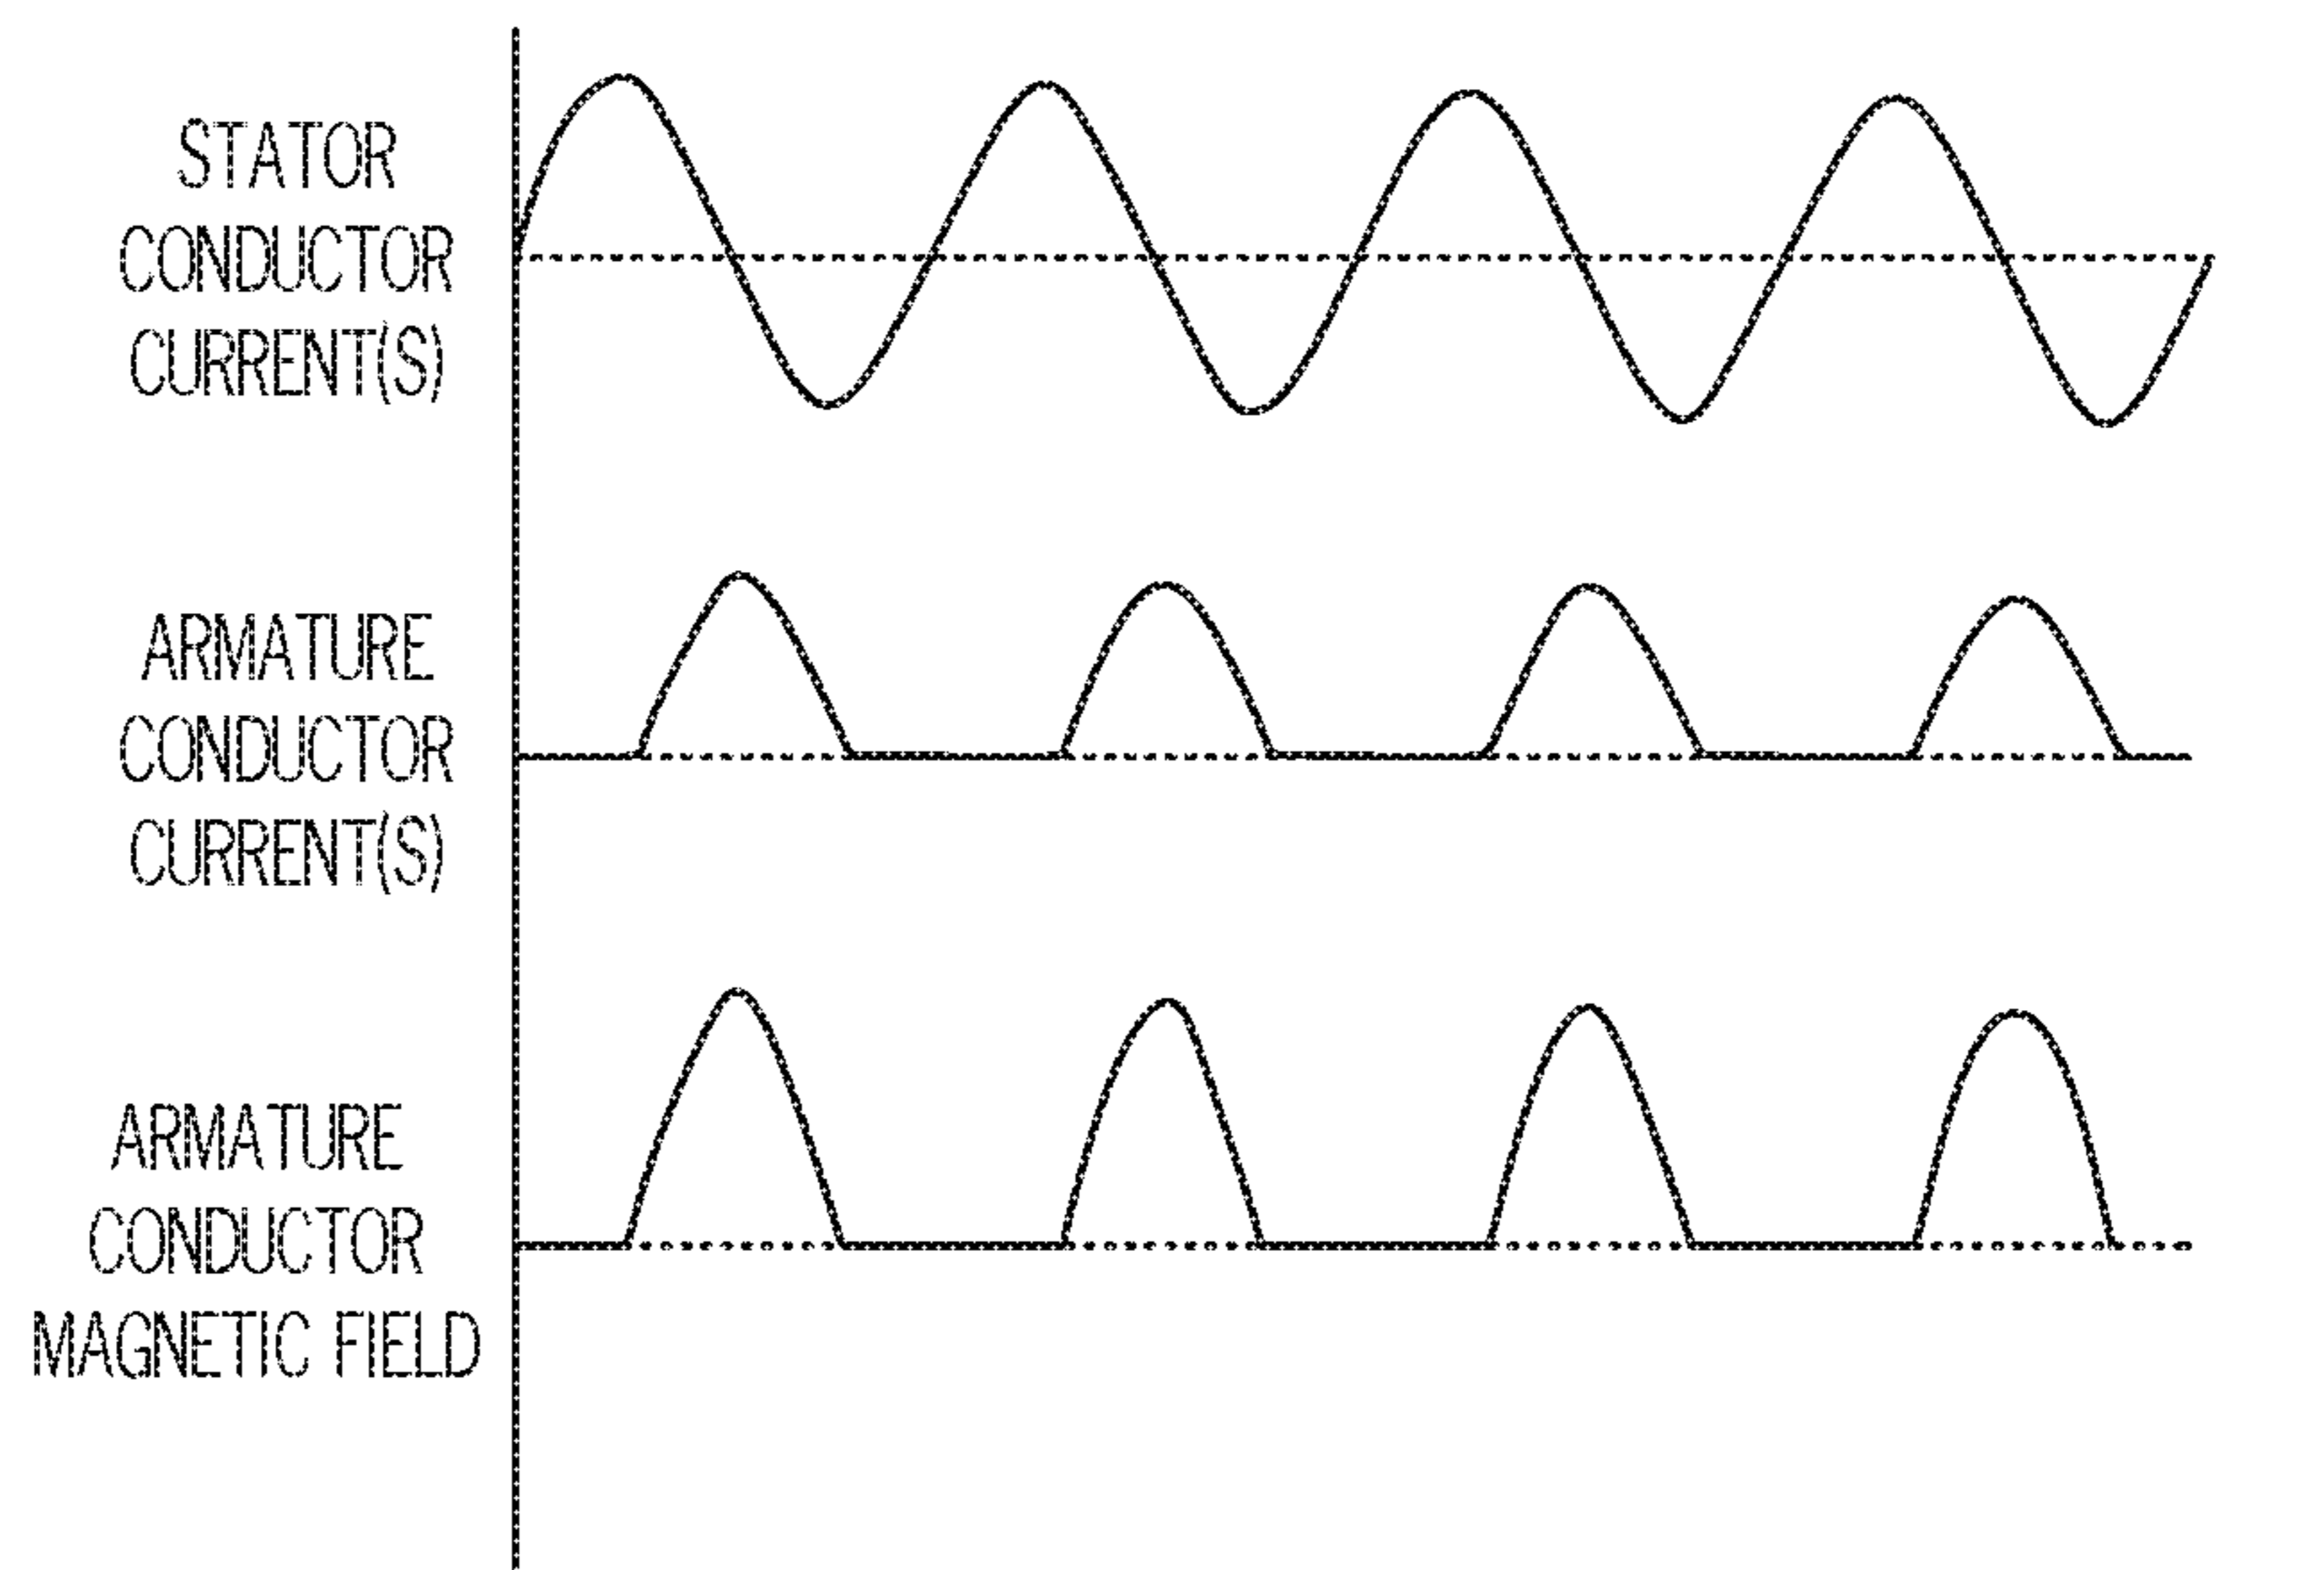 STATOR
CONDUCTOR
CURRENT(S)
ARMATURE
CONDUCTOR
CURRENT(S)
ARMATURE
CONDUCTOR
MAGNETIC FIELD